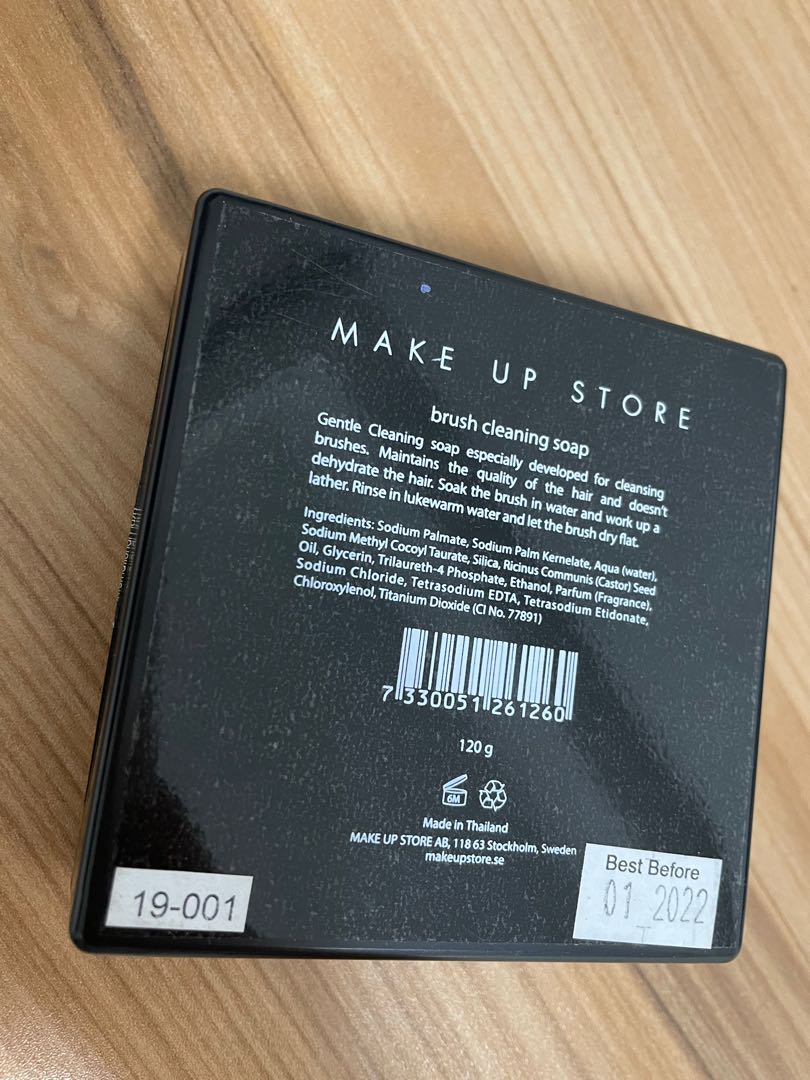 MAKE UP STORE
brush cleaning soap
Gentle Cleaning soap especially developed for cleansing
brushes. Maintains the quality of the hair and doesn't
dehydrate the hair. Soak the brush in water and work up a
lather. Rinse in lukewarm water and let the brush dry flat.
Ingredients: Sodium Palmate, Sodium Palm Kernelate, Aqua (water),
Sodium Methyl Cocoyl Taurate, Silica, Ricinus Communis (Castor) Seed
Oil, Glycerin, Trilaureth-4 Phosphate, Ethanol, Parfum (Fragrance),
Sodium Chloride, Tetrasodium EDTA, Tetrasodium Etidonate,
Chloroxylenol, Titanium Dioxide (CI No. 77891)
7 330051 261260
120 g
6M
Made in Thailand
MAKE UP STORE AB, 118 63 Stockholm, Sweden
makeupstore.se
Best Before
01 2022
19-001